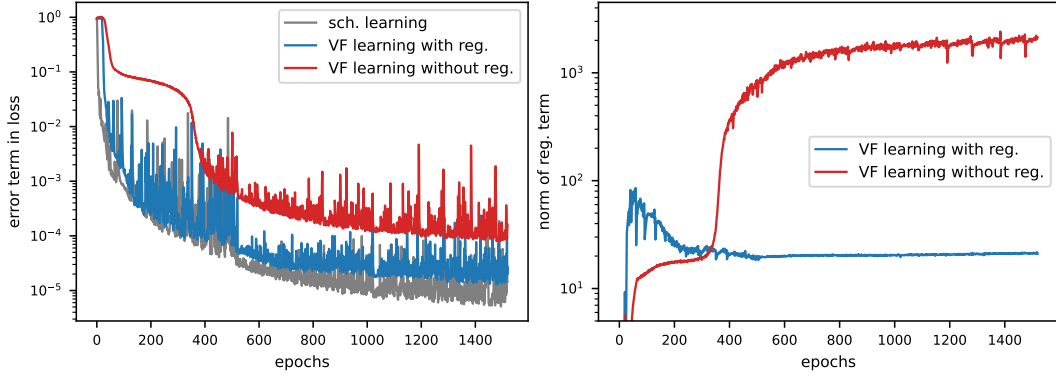 10⁰
10⁻¹
10⁻²
10⁻³
10⁻⁴
10⁻⁵
error term in loss
sch. learning
VF learning with reg.
VF learning without reg.
0 200 400 600 800 1000 1200 1400
epochs
10³
10²
10¹
norm of reg. term
VF learning with reg.
VF learning without reg.
0 200 400 600 800 1000 1200 1400
epochs